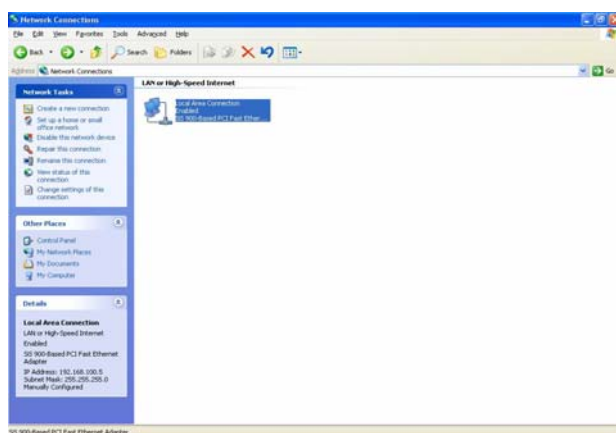 Network Connections
File Edit View Favorites Tools Advanced Help
Back Search Folders
Address Network Connections Go
Network Tasks
Create a new connection
Set up a home or small
office network
Disable this network device
Repair this connection
Rename this connection
View status of this
connection
Change settings of this
connection
Other Places
Control Panel
My Network Places
My Documents
My Computer
Details
Local Area Connection
LAN or High-Speed Internet
Enabled
SiS 900-Based PCI Fast Ethernet
Adapter
IP Address: 192.168.100.5
Subnet Mask: 255.255.255.0
Manually Configured
LAN or High-Speed Internet
Local Area Connection
Enabled
SiS 900-Based PCI Fast Ether...
SiS 900-Based PCI Fast Ethernet Adapter